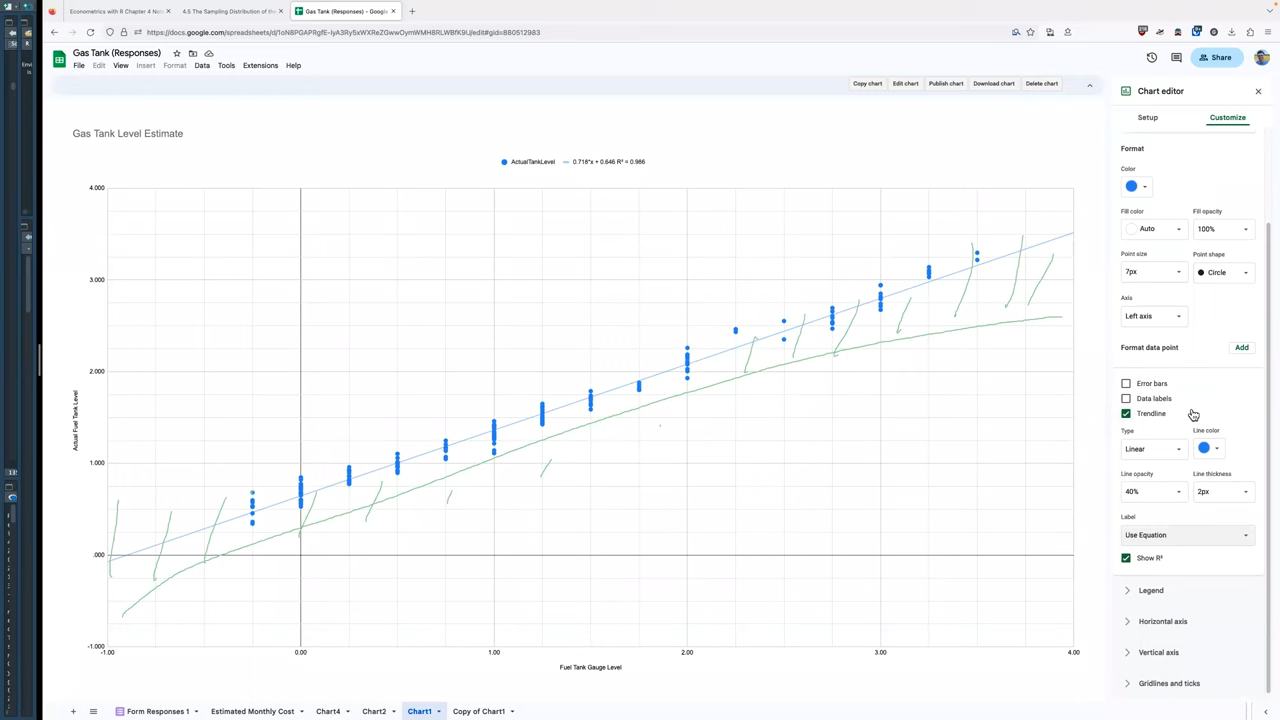 Econometrics with R Chapter 4 Not
4.5 The Sampling Distribution of the
Gas Tank (Responses) - Google
https://docs.google.com/spreadsheets/d/
edit#gid=880512983
Gas Tank (Responses)
File Edit View Insert Format Data Tools Extensions Help
Share
Copy chart Edit chart Publish chart Download chart Delete chart
Chart editor
Setup Customize
Gas Tank Level Estimate
ActualTankLevel 0.718*x + 0.646 R² = 0.986
4.000
3.000
2.000
1.000
.000
-1.000
Actual Fuel Tank Level
-1.00 0.00 1.00 2.00 3.00 4.00
Fuel Tank Gauge Level
Format
Color
Fill color Fill opacity
Auto 100%
Point size Point shape
7px Circle
Axis
Left axis
Format data point Add
Error bars
Data labels
Trendline
Type Line color
Linear
Line opacity Line thickness
40% 2px
Label
Use Equation
Show R²
Legend
Horizontal axis
Vertical axis
Gridlines and ticks
Form Responses 1 Estimated Monthly Cost Chart4 Chart2 Chart1 Copy of Chart1